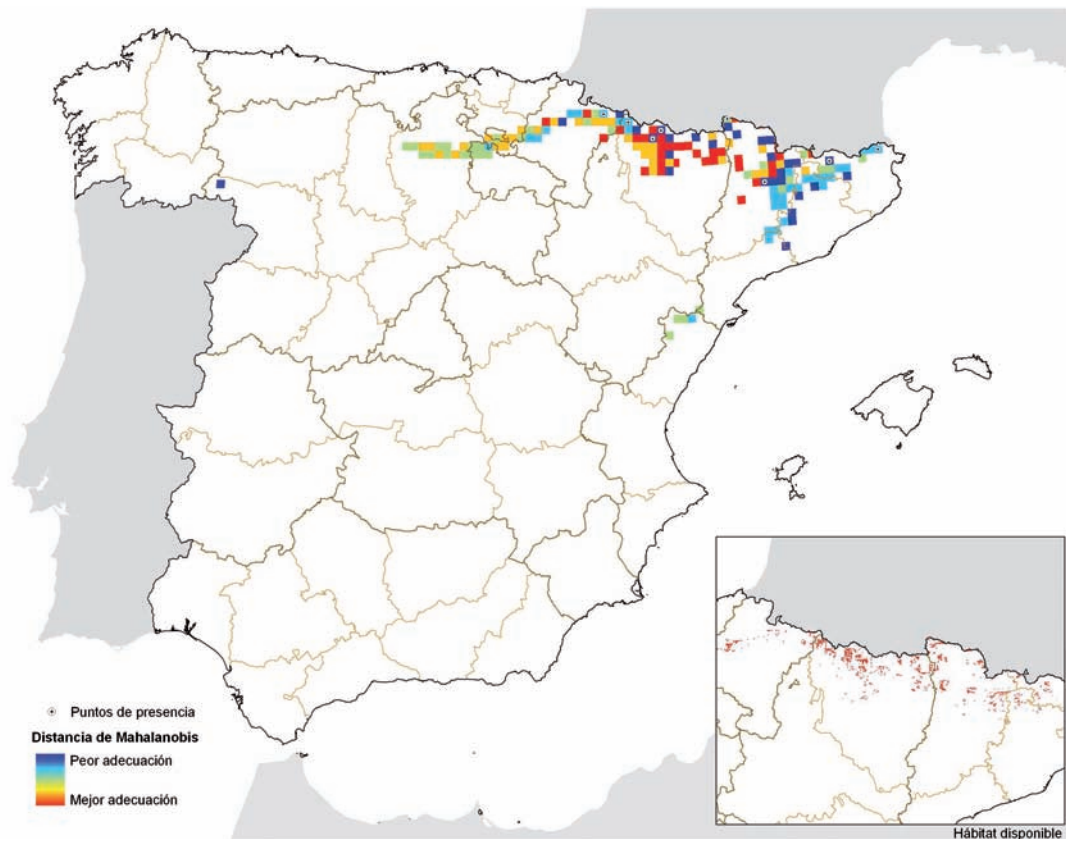 Puntos de presencia
Distancia de Mahalanobis
Peor adecuación
Mejor adecuación
Hábitat disponible